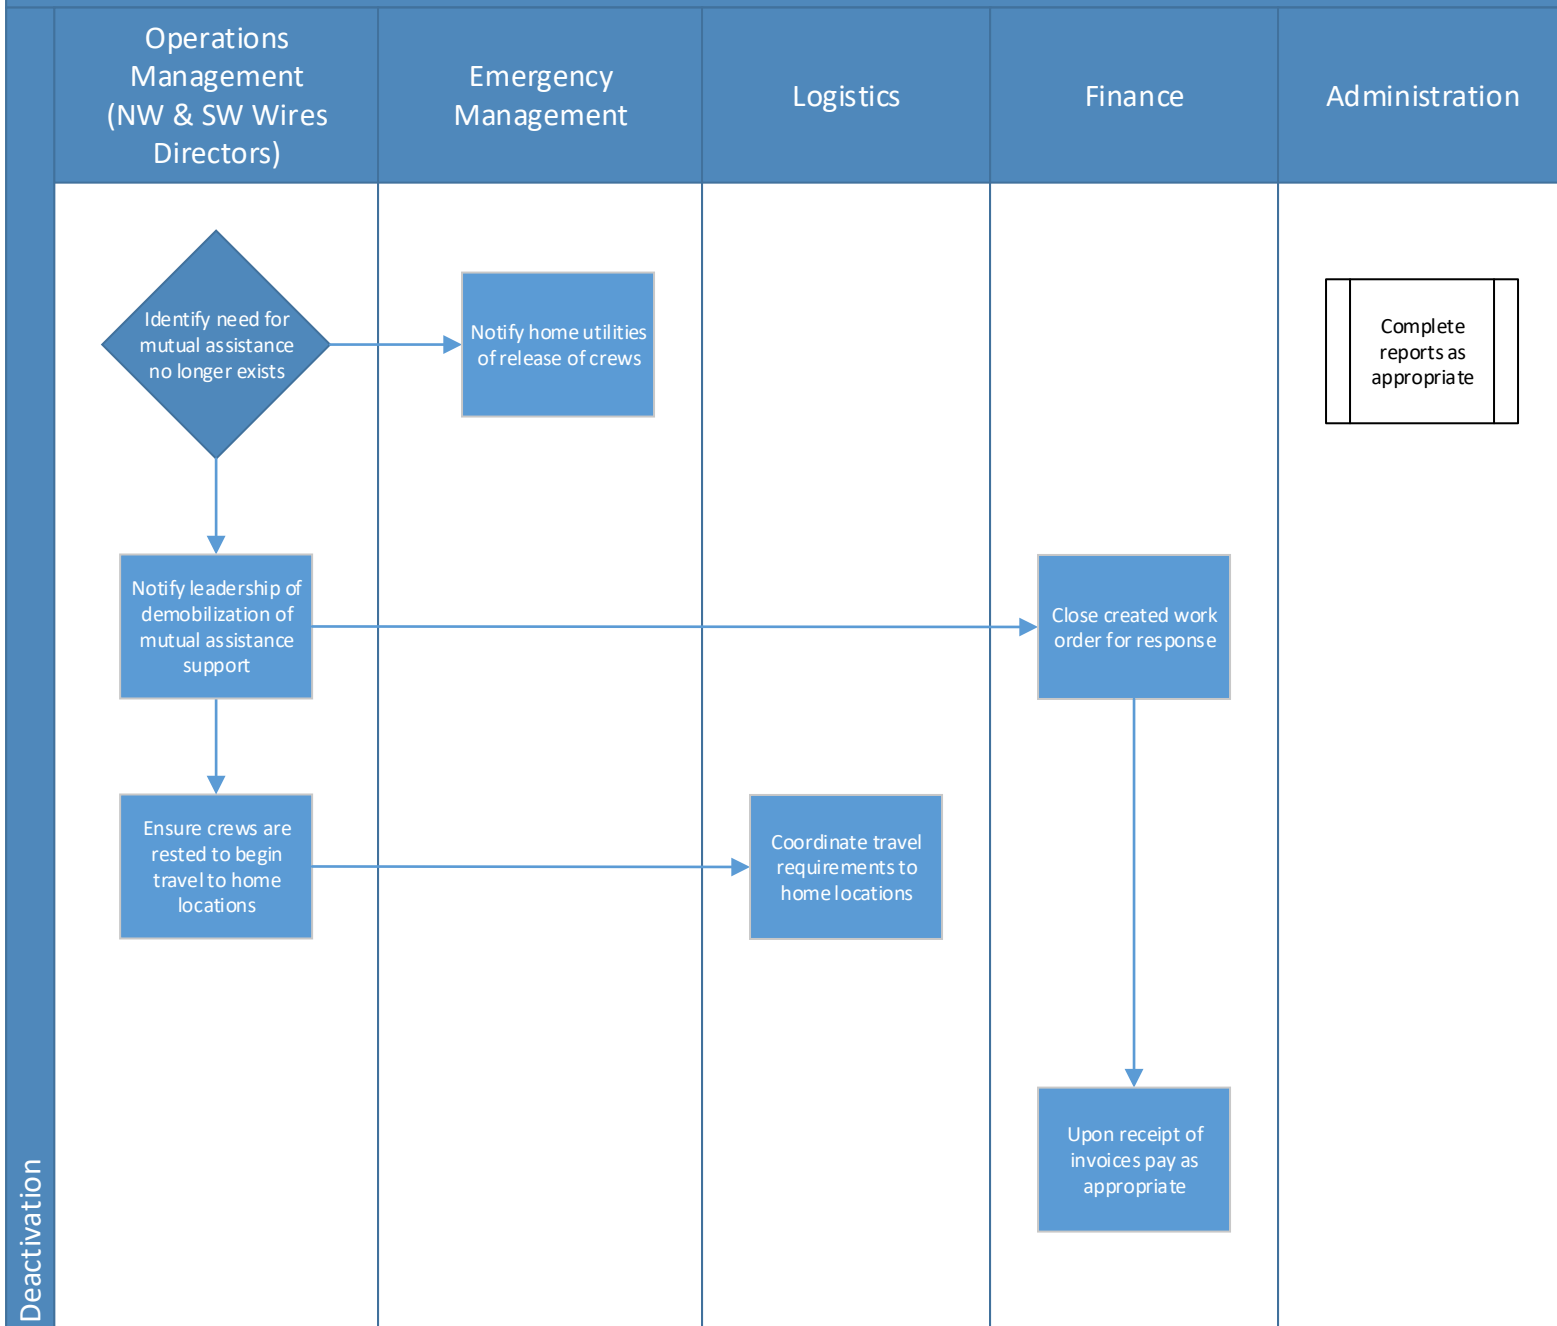 Operations
Management
(NW & SW Wires
Directors)
Emergency
Management
Logistics
Finance
Administration
Identify need for
mutual assistance
no longer exists
Notify home utilities
of release of crews
Complete
reports as
appropriate
Notify leadership of
demobilization of
mutual assistance
support
Close created work
order for response
Ensure crews are
rested to begin
travel to home
locations
Coordinate travel
requirements to
home locations
Upon receipt of
invoices pay as
appropriate
Deactivation